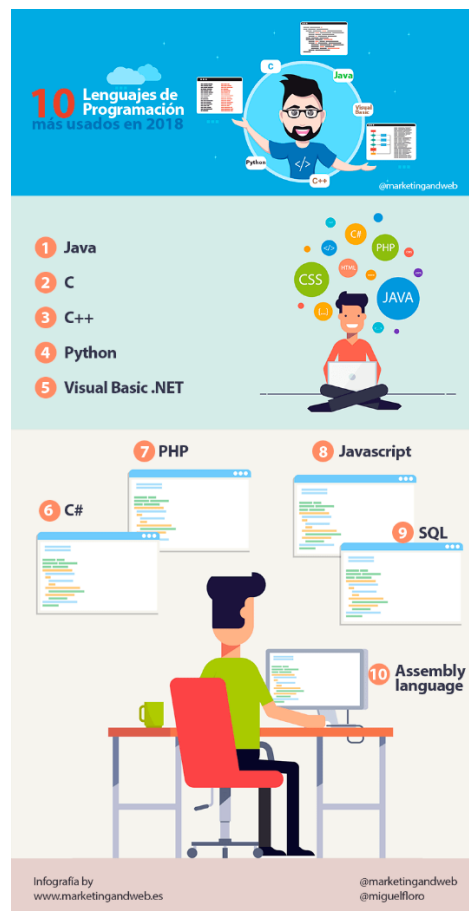 10 Lenguajes de
Programación
más usados en 2018
C
Java
Visual
Basic
Python
</>
C++
@marketingandweb
1 Java
2 C
3 C++
4 Python
5 Visual Basic .NET
C#
</>
PHP
CSS
HTML
JAVA
{...}
7 PHP
8 Javascript
6 C#
9 SQL
10 Assembly
language
Infografía by
www.marketingandweb.es
@marketingandweb
@miguelfloro